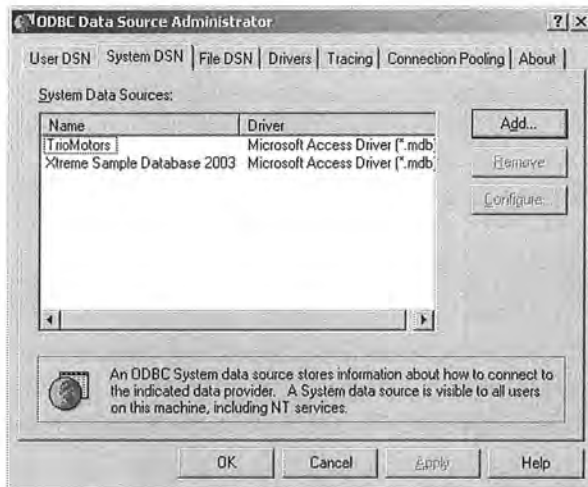 ODBC Data Source Administrator
User DSN System DSN File DSN Drivers Tracing Connection Pooling About
System Data Sources:
Name Driver
TrioMotors Microsoft Access Driver (*.mdb)
Xtreme Sample Database 2003 Microsoft Access Driver (*.mdb)
Add...
Remove
Configure...
An ODBC System data source stores information about how to connect to
the indicated data provider. A System data source is visible to all users
on this machine, including NT services.
OK Cancel Apply Help